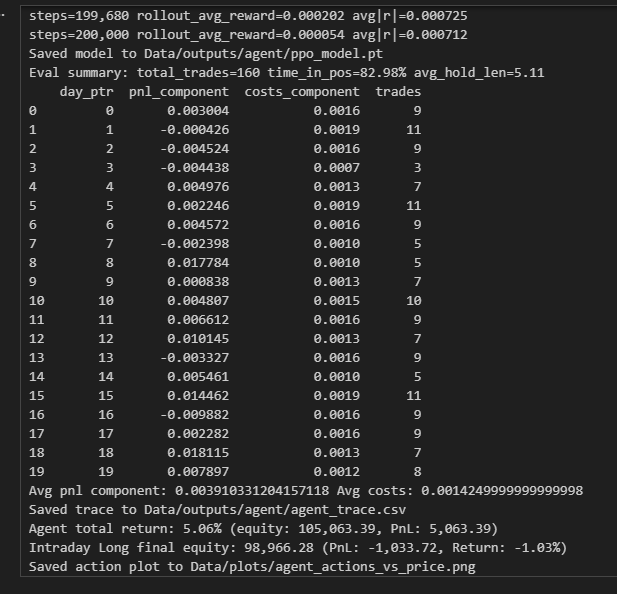 steps=199,680 rollout_avg_reward=0.000202 avg|r|=0.000725
steps=200,000 rollout_avg_reward=0.000054 avg|r|=0.000712
Saved model to Data/outputs/agent/ppo_model.pt
Eval summary: total_trades=160 time_in_pos=82.98% avg_hold_len=5.11
day_ptr pnl_component costs_component trades
0 0 0.003004 0.0016 9
1 1 -0.000426 0.0019 11
2 2 -0.004524 0.0016 9
3 3 -0.004438 0.0007 3
4 4 0.004976 0.0013 7
5 5 0.002246 0.0019 11
6 6 0.004572 0.0016 9
7 7 -0.002398 0.0010 5
8 8 0.017784 0.0010 5
9 9 0.000838 0.0013 7
10 10 0.004807 0.0015 10
11 11 0.006612 0.0016 9
12 12 0.010145 0.0013 7
13 13 -0.003327 0.0016 9
14 14 0.005461 0.0010 5
15 15 0.014462 0.0019 11
16 16 -0.009882 0.0016 9
17 17 0.002282 0.0016 9
18 18 0.018115 0.0013 7
19 19 0.007897 0.0012 8
Avg pnl component: 0.003910331204157118 Avg costs: 0.0014249999999999998
Saved trace to Data/outputs/agent/agent_trace.csv
Agent total return: 5.06% (equity: 105,063.39, PnL: 5,063.39)
Intraday Long final equity: 98,966.28 (PnL: -1,033.72, Return: -1.03%)
Saved action plot to Data/plots/agent_actions_vs_price.png